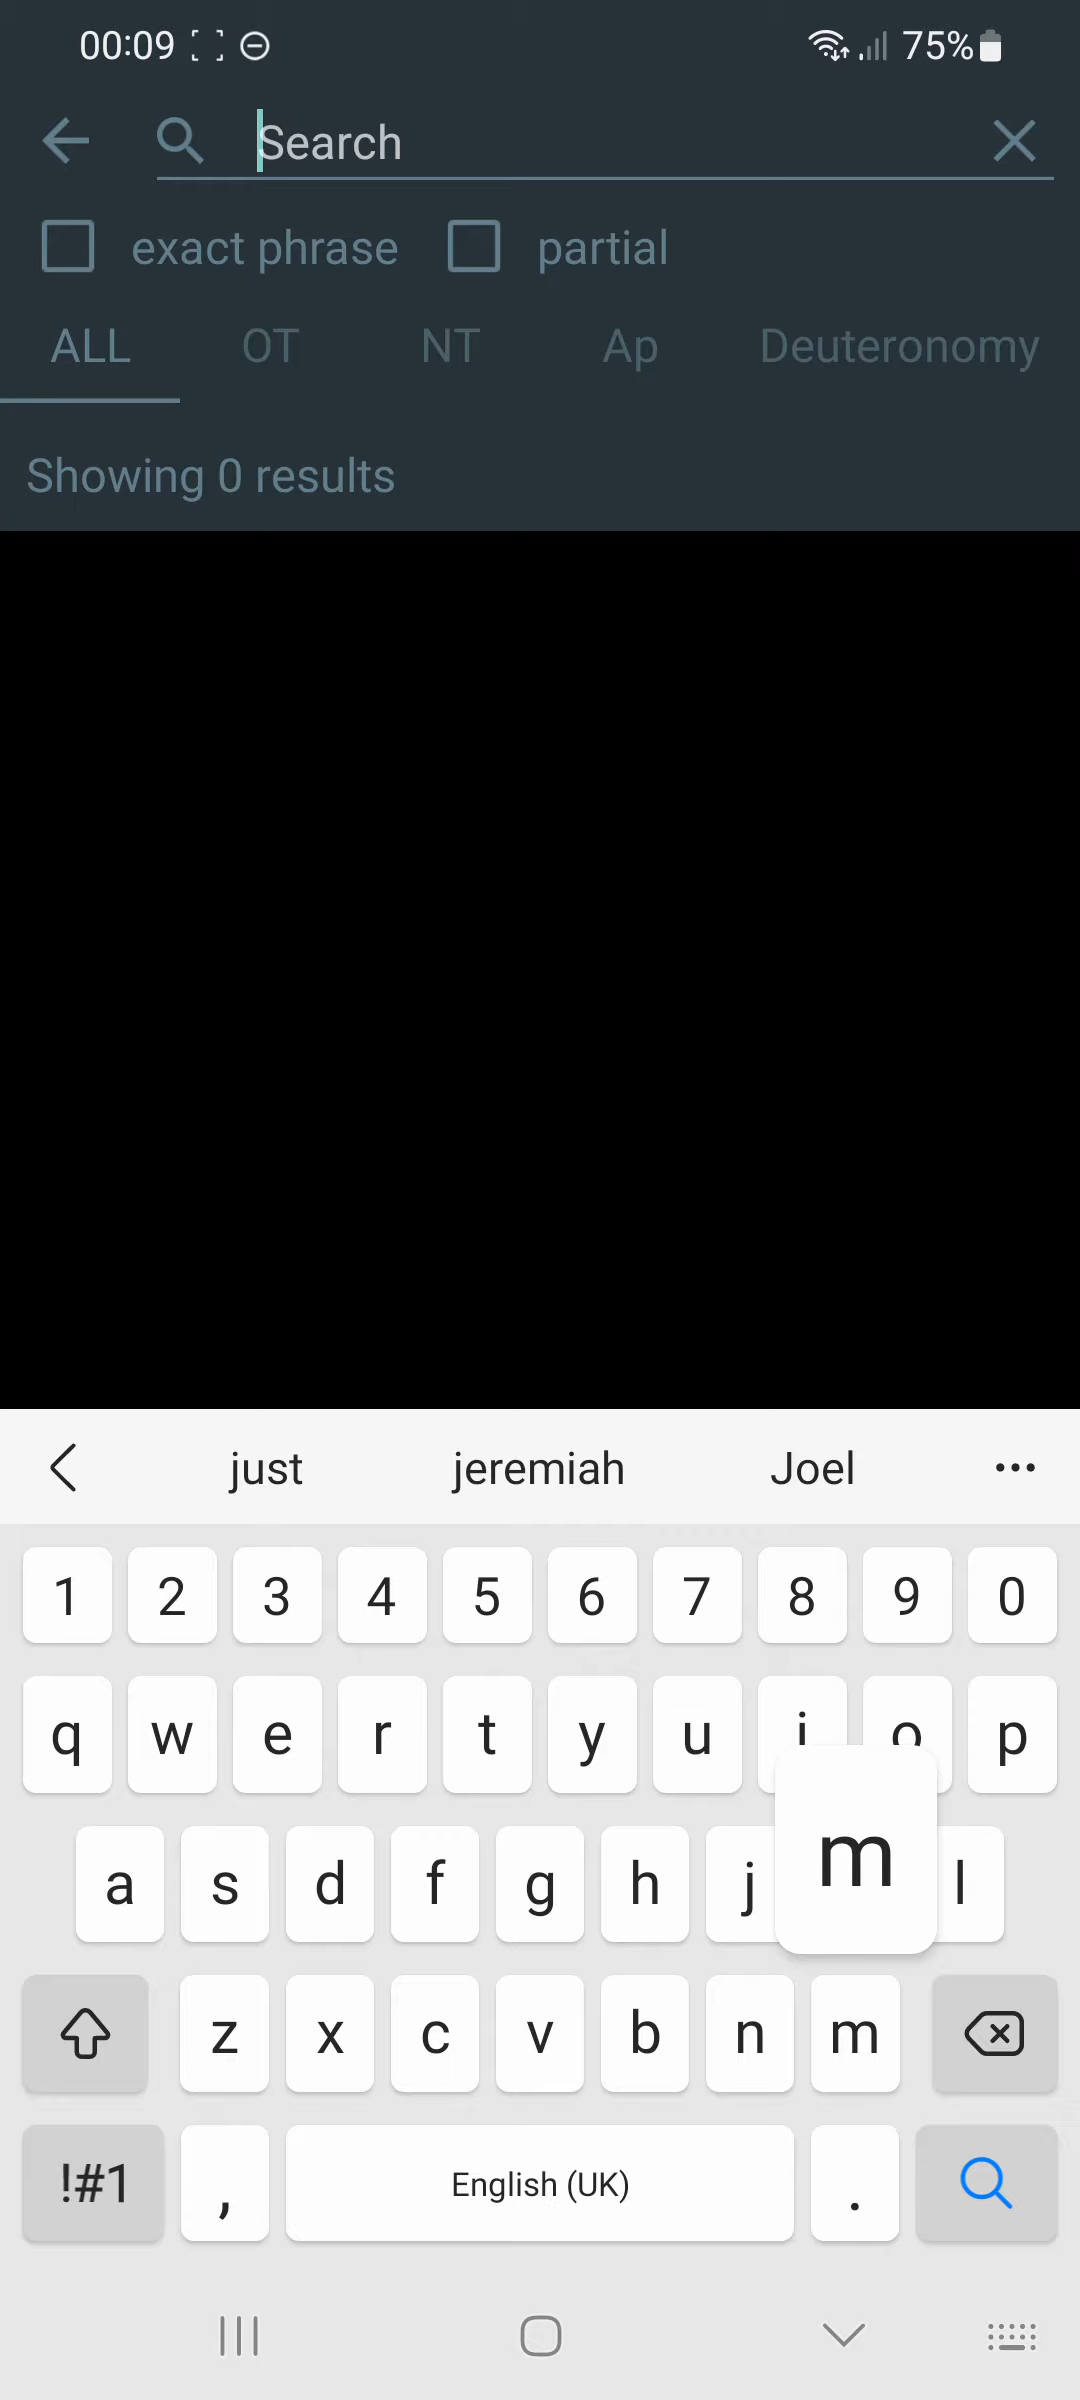 00:09 75%
Search
exact phrase partial
ALL OT NT Ap Deuteronomy
Showing 0 results
just jeremiah Joel
1 2 3 4 5 6 7 8 9 0
q w e r t y u i o p
m
a s d f g h j l
z x c v b n m
!#1 , English (UK) .